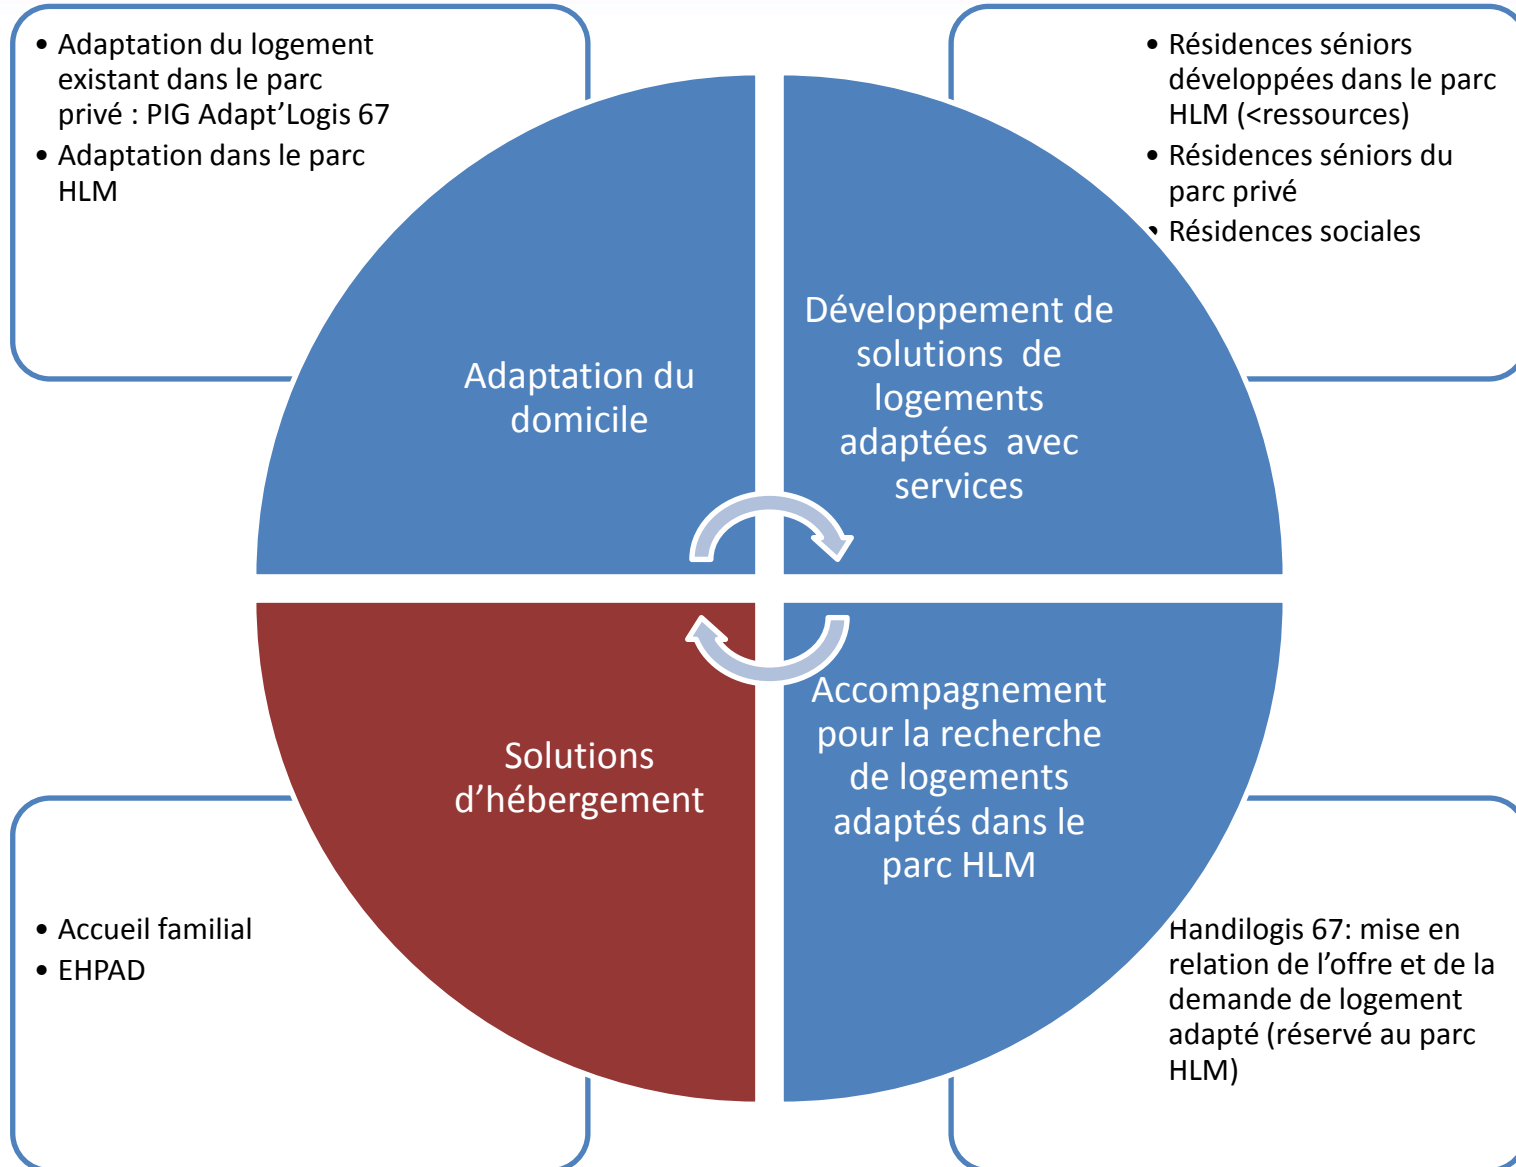 • Adaptation du logement
existant dans le parc
privé : PIG Adapt’Logis 67
• Adaptation dans le parc
HLM
• Résidences séniors
développées dans le parc
HLM (<ressources)
• Résidences séniors du
parc privé
• Résidences sociales
Adaptation du
domicile
Développement de
solutions de
logements
adaptées avec
services
Solutions
d’hébergement
Accompagnement
pour la recherche
de logements
adaptés dans le
parc HLM
• Accueil familial
• EHPAD
Handilogis 67: mise en
relation de l’offre et de la
demande de logement
adapté (réservé au parc
HLM)